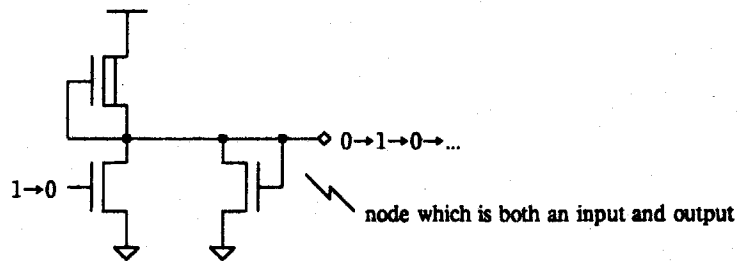 0→1→0→...
1→0
node which is both an input and output